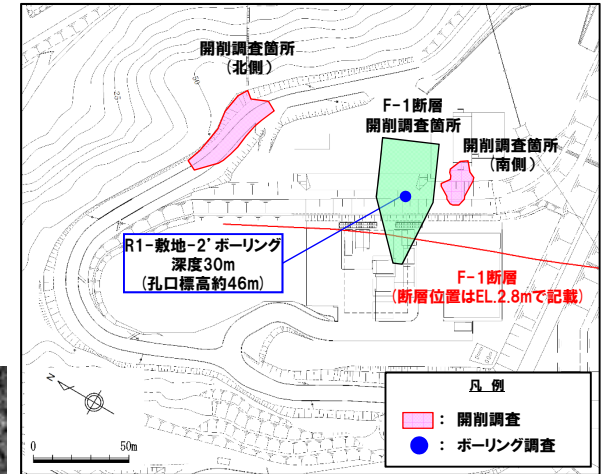 開削調査箇所
(北側)
F-1断層
開削調査箇所
開削調査箇所
(南側)
R1-敷地-2'ボーリング
深度30m
(孔口標高約46m)
F-1断層
(断層位置はEL.2.8mで記載)
25
50
N
0 50m
凡 例
: 開削調査
: ボーリング調査